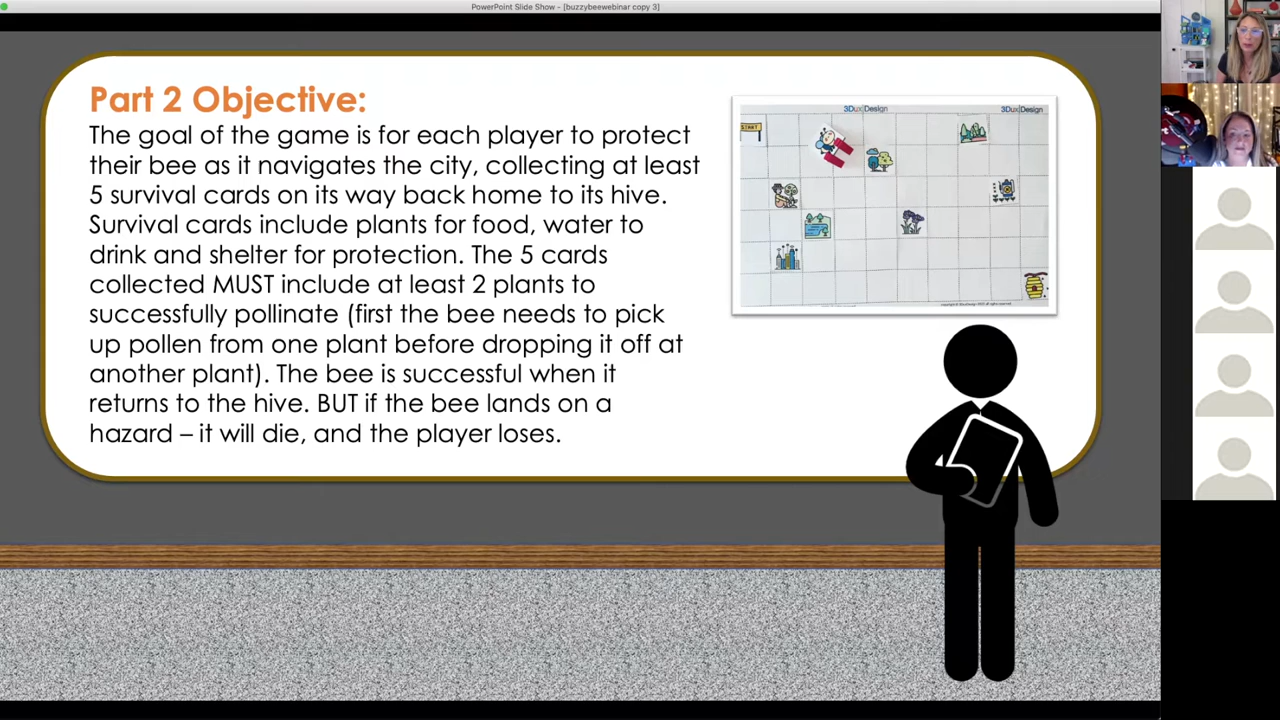 PowerPoint Slide Show - [buzzybeewebinar copy 3]
Part 2 Objective:
The goal of the game is for each player to protect
their bee as it navigates the city, collecting at least
5 survival cards on its way back home to its hive.
Survival cards include plants for food, water to
drink and shelter for protection. The 5 cards
collected MUST include at least 2 plants to
successfully pollinate (first the bee needs to pick
up pollen from one plant before dropping it off at
another plant). The bee is successful when it
returns to the hive. BUT if the bee lands on a
hazard – it will die, and the player loses.
3Dux|Design
3Dux|Design
START